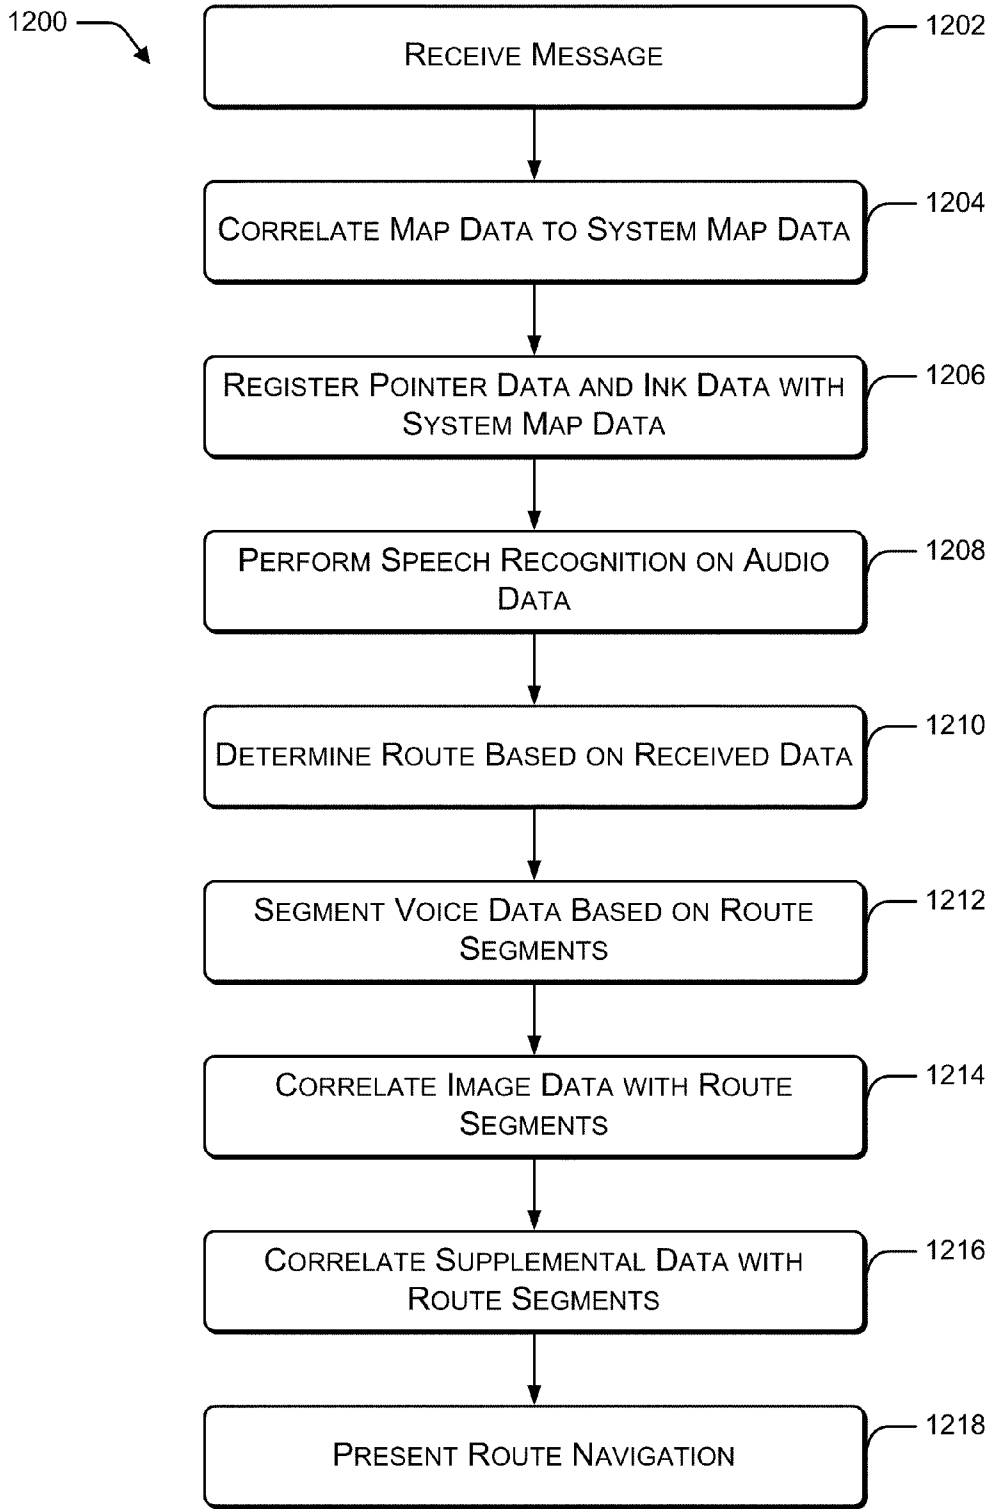 1200
RECEIVE MESSAGE
1202
CORRELATE MAP DATA TO SYSTEM MAP DATA
1204
REGISTER POINTER DATA AND INK DATA WITH
SYSTEM MAP DATA
1206
PERFORM SPEECH RECOGNITION ON AUDIO
DATA
1208
DETERMINE ROUTE BASED ON RECEIVED DATA
1210
SEGMENT VOICE DATA BASED ON ROUTE
SEGMENTS
1212
CORRELATE IMAGE DATA WITH ROUTE
SEGMENTS
1214
CORRELATE SUPPLEMENTAL DATA WITH
ROUTE SEGMENTS
1216
PRESENT ROUTE NAVIGATION
1218